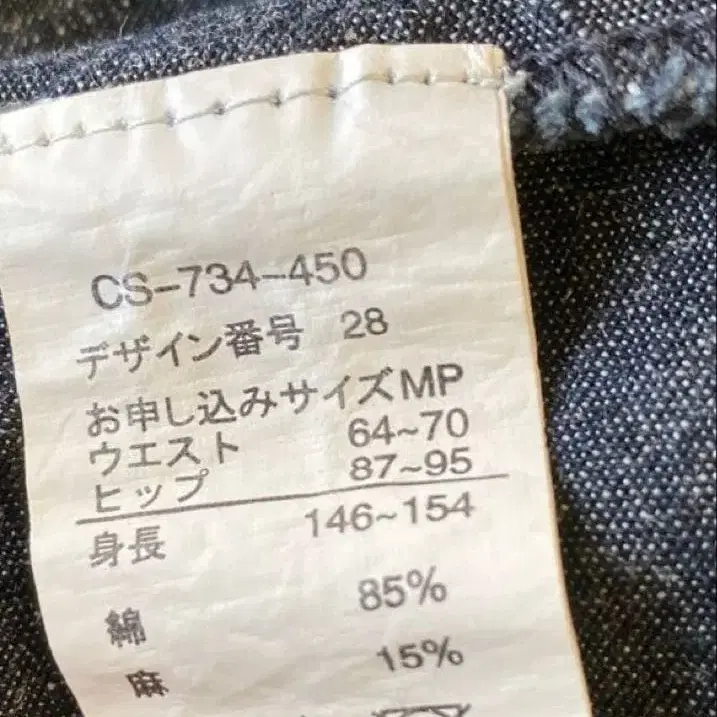 CS-734-450
デザイン番号 28
お申し込みサイズMP
ウエスト 64~70
ヒップ 87~95
身長 146~154
綿 85%
麻 15%